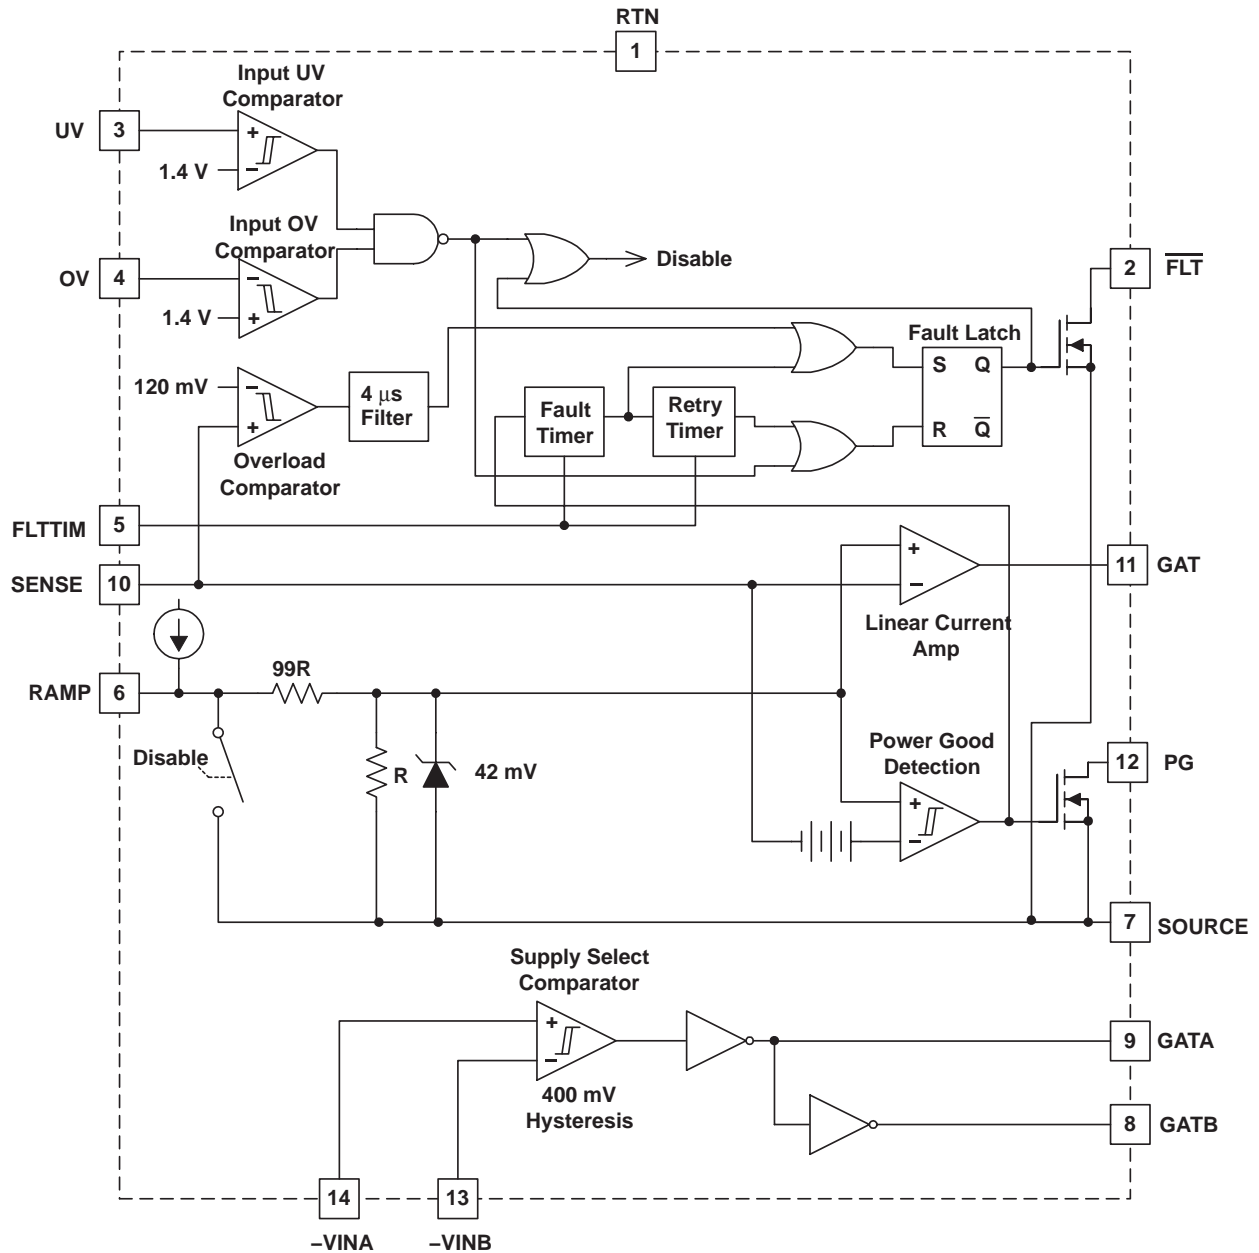 RTN
1
Input UV
Comparator
UV
3
+
1.4 V
−
Input OV
Comparator
OV
4
−
1.4 V
+
Disable
2
FLT
Fault Latch
S Q
R Q
120 mV
−
+
4 μs
Filter
Overload
Comparator
Fault
Timer
Retry
Timer
FLTTIM
5
SENSE
10
+
−
Linear Current
Amp
11
GAT
RAMP
6
99R
Disable
R
42 mV
Power Good
Detection
+
−
12
PG
7
SOURCE
Supply Select
Comparator
+
−
400 mV
Hysteresis
9
GATA
8
GATB
14
13
–VINA
–VINB